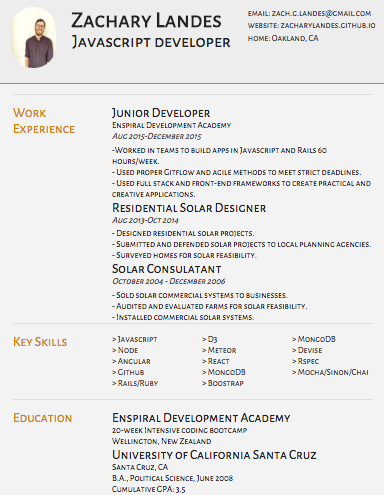 Zachary Landes
Javascript developer
email: zach.g.landes@gmail.com
website: zacharylandes.github.io
home: Oakland, CA
Work
Experience
Junior Developer
Enspiral Development Academy
Aug 2015-December 2015
-Worked in teams to build apps in Javascript and Rails 60
hours/week.
- Used proper Gitflow and agile methods to meet strict deadlines.
- Used full stack and front-end frameworks to create practical and
creative applications.
Residential Solar Designer
Aug 2013-Oct 2014
- Designed residential solar projects.
- Submitted and defended solar projects to local planning agencies.
- Surveyed homes for solar feasibility.
Solar Consulatant
October 2004 - December 2006
- Sold solar commercial systems to businesses.
- Audited and evaluated farms for solar feasibility.
- Installed commercial solar systems.
Key Skills
> Javascript
> Node
> Angular
> Github
> Rails/Ruby
> D3
> Meteor
> React
> MongoDB
> Boostrap
> MongoDB
> Devise
> Rspec
> Mocha/Sinon/Chai
Education
Enspiral Development Academy
20-week Intensive coding bootcamp
Wellington, New Zealand
University of California Santa Cruz
Santa Cruz, CA
B.A., Political Science, June 2008
Cumulative GPA: 3.5